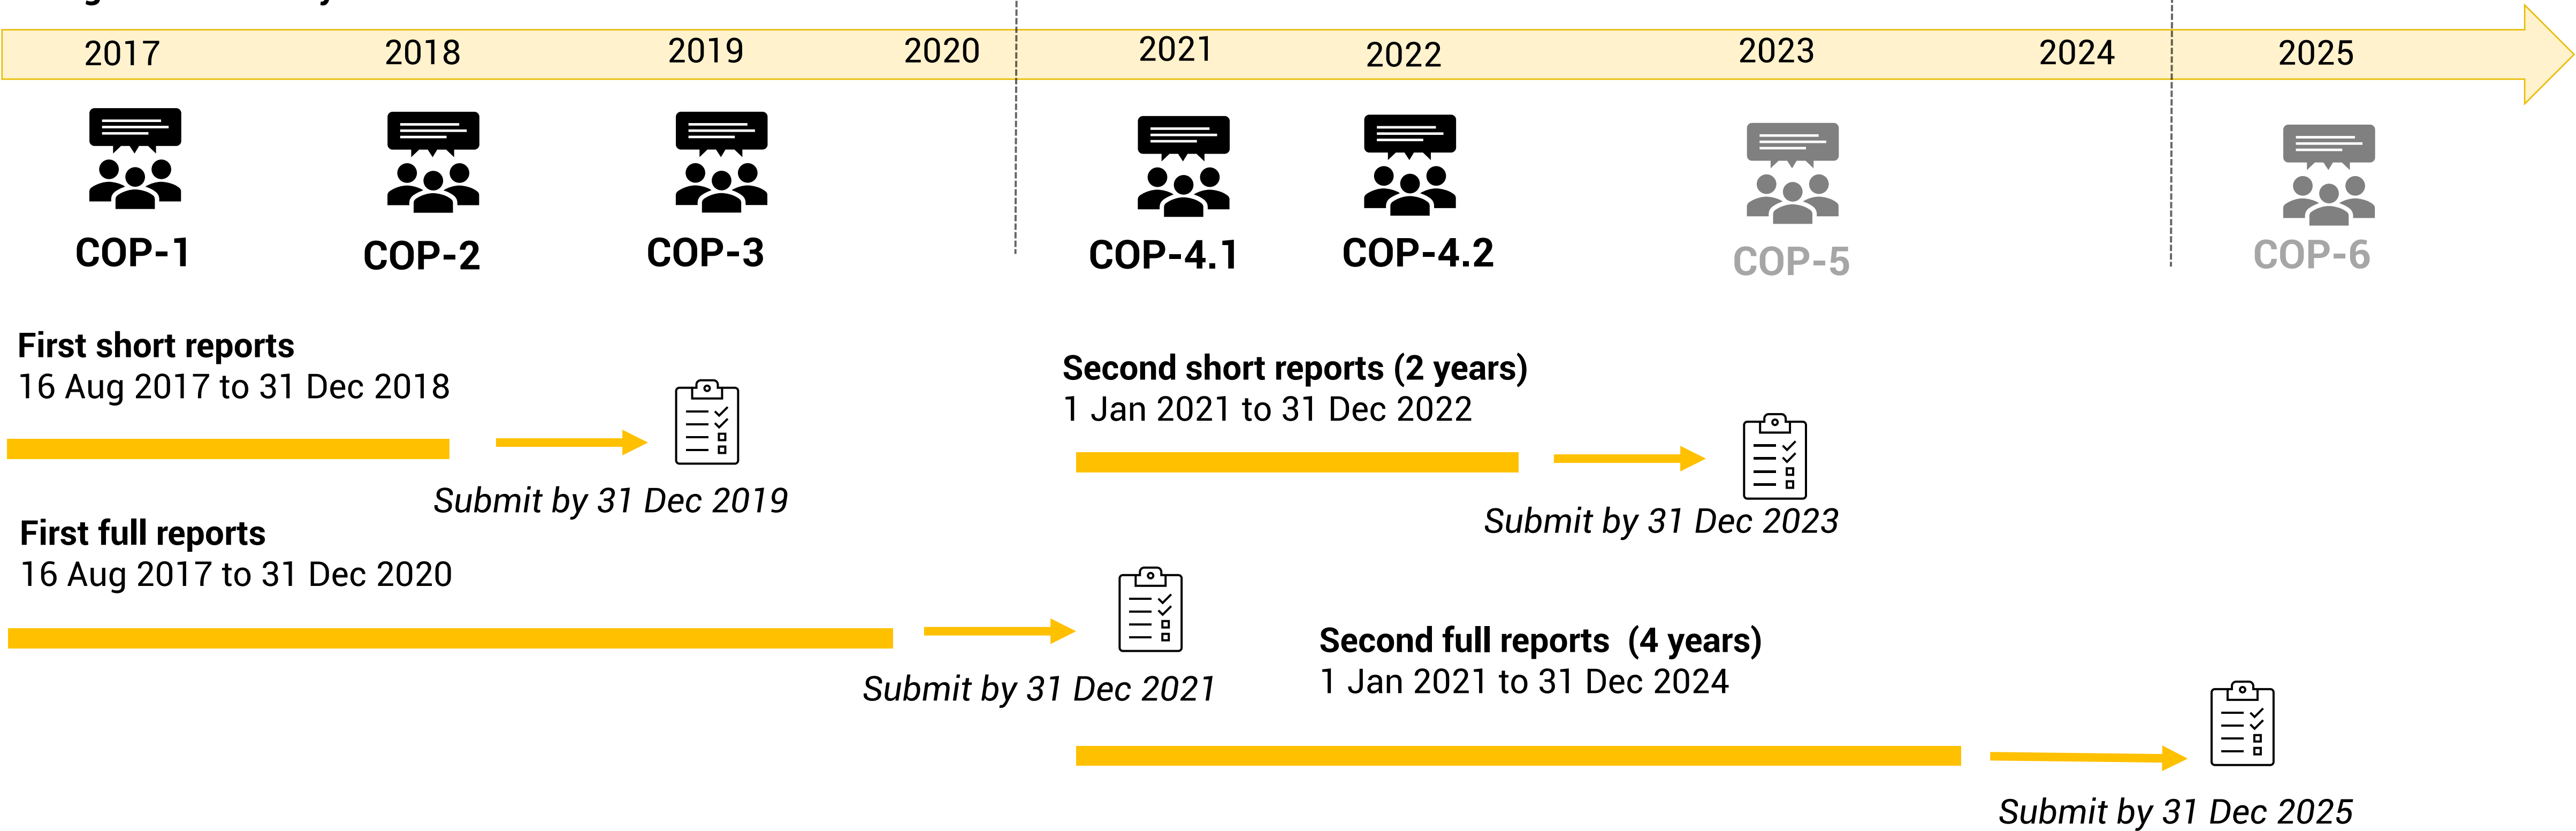 2017 2018 2019 2020 2021 2022 2023 2024 2025
COP-1 COP-2 COP-3 COP-4.1 COP-4.2 COP-5 COP-6
First short reports
16 Aug 2017 to 31 Dec 2018
Submit by 31 Dec 2019
First full reports
16 Aug 2017 to 31 Dec 2020
Submit by 31 Dec 2021
Second short reports (2 years)
1 Jan 2021 to 31 Dec 2022
Submit by 31 Dec 2023
Second full reports (4 years)
1 Jan 2021 to 31 Dec 2024
Submit by 31 Dec 2025